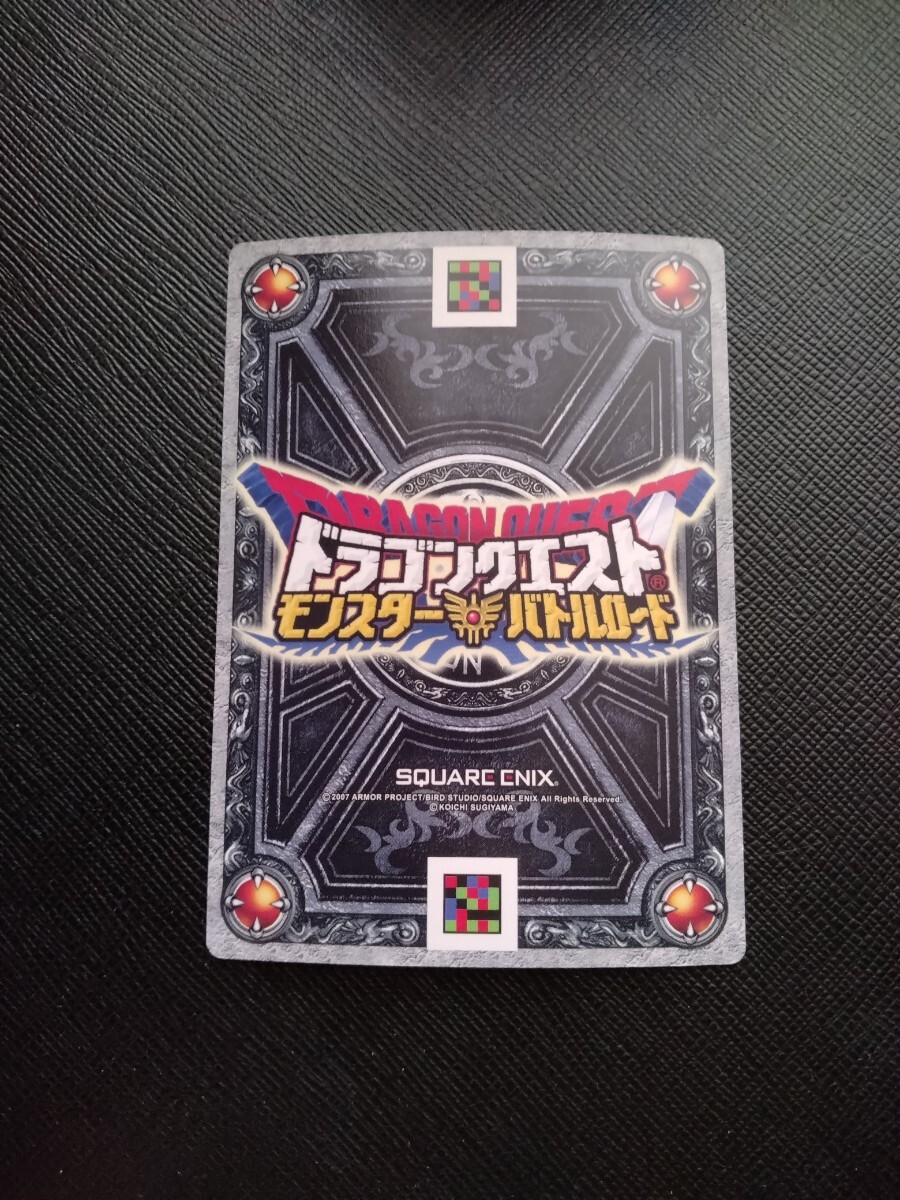 DRAGON QUEST
ドラゴンクエスト®
モンスターバトルロード
SQUARE ENIX®
©2007 ARMOR PROJECT/BIRD STUDIO/SQUARE ENIX All Rights Reserved.
©KOICHI SUGIYAMA